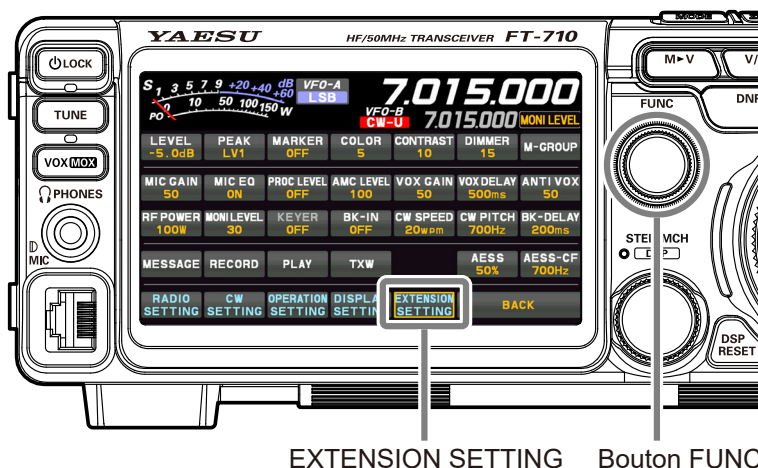 MODE
YAESU HF/50MHz TRANSCEIVER FT-710
LOCK
M►V V/
S 1 3 5 7 9 +20 +40 +60 dB VFO-A 7.015.000
LSB
PO 0 10 50 100 150 W VFO-B 7.015.000 MONI LEVEL
CW-U
FUNC DNR
TUNE
LEVEL PEAK MARKER COLOR CONTRAST DIMMER M-GROUP
-5.0dB LV1 OFF 5 10 15
VOX MOX
MIC GAIN MIC EQ PROC LEVEL AMC LEVEL VOX GAIN VOX DELAY ANTI VOX
50 ON OFF 100 50 500ms 50
PHONES
RF POWER MONI LEVEL KEYER BK-IN CW SPEED CW PITCH BK-DELAY
100W 30 OFF OFF 20wpm 700Hz 200ms
STEP MCH
DSP
MIC
MESSAGE RECORD PLAY TXW AESS AESS-CF
50% 700Hz
RADIO CW OPERATION DISPLA EXTENSION BACK
SETTING SETTING SETTING SETTIN SETTING
DSP
RESET
EXTENSION SETTING Bouton FUNC